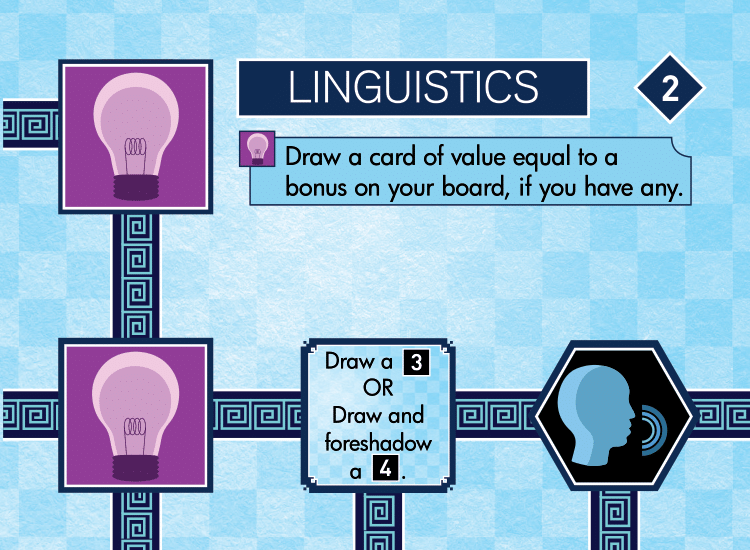 LINGUISTICS
2
Draw a card of value equal to a
bonus on your board, if you have any.
Draw a 3
OR
Draw and
foreshadow
a 4.